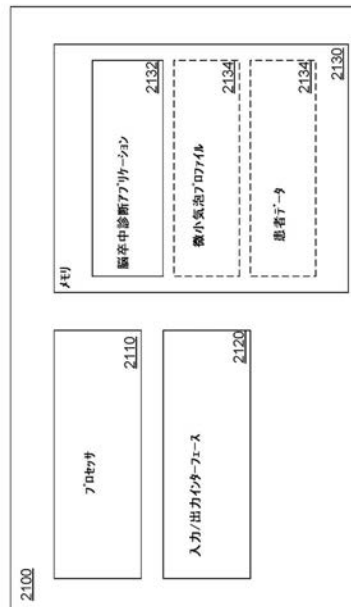 2100
プロセッサ
2110
入力/出力インターフェース
2120
メモリ
脳卒中診断アプリケーション
2132
微小気泡プロファイル
2134
患者データ
2134
2130